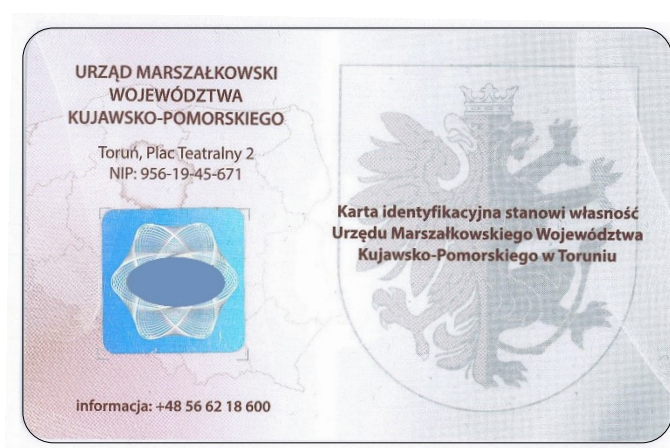 URZĄD MARSZAŁKOWSKI
WOJEWÓDZTWA
KUJAWSKO-POMORSKIEGO
Toruń, Plac Teatralny 2
NIP: 956-19-45-671
Karta identyfikacyjna stanowi własność
Urzędu Marszałkowskiego Województwa
Kujawsko-Pomorskiego w Toruniu
informacja: +48 56 62 18 600